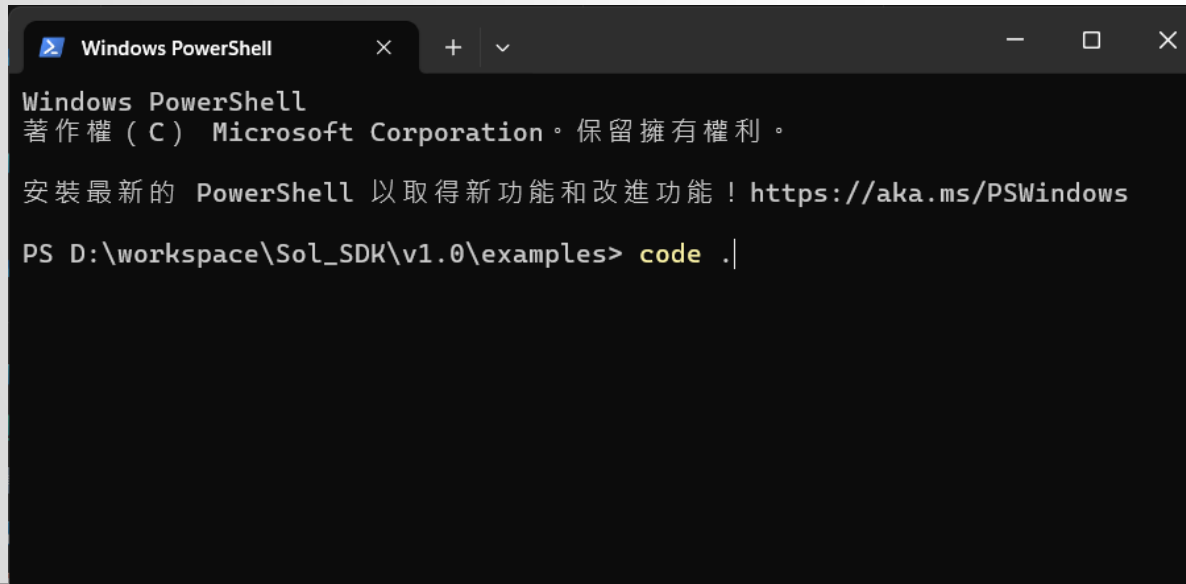 Windows PowerShell
Windows PowerShell
著作權（C） Microsoft Corporation。保留擁有權利。
安裝最新的 PowerShell 以取得新功能和改進功能！https://aka.ms/PSWindows
PS D:\workspace\Sol_SDK\v1.0\examples> code .